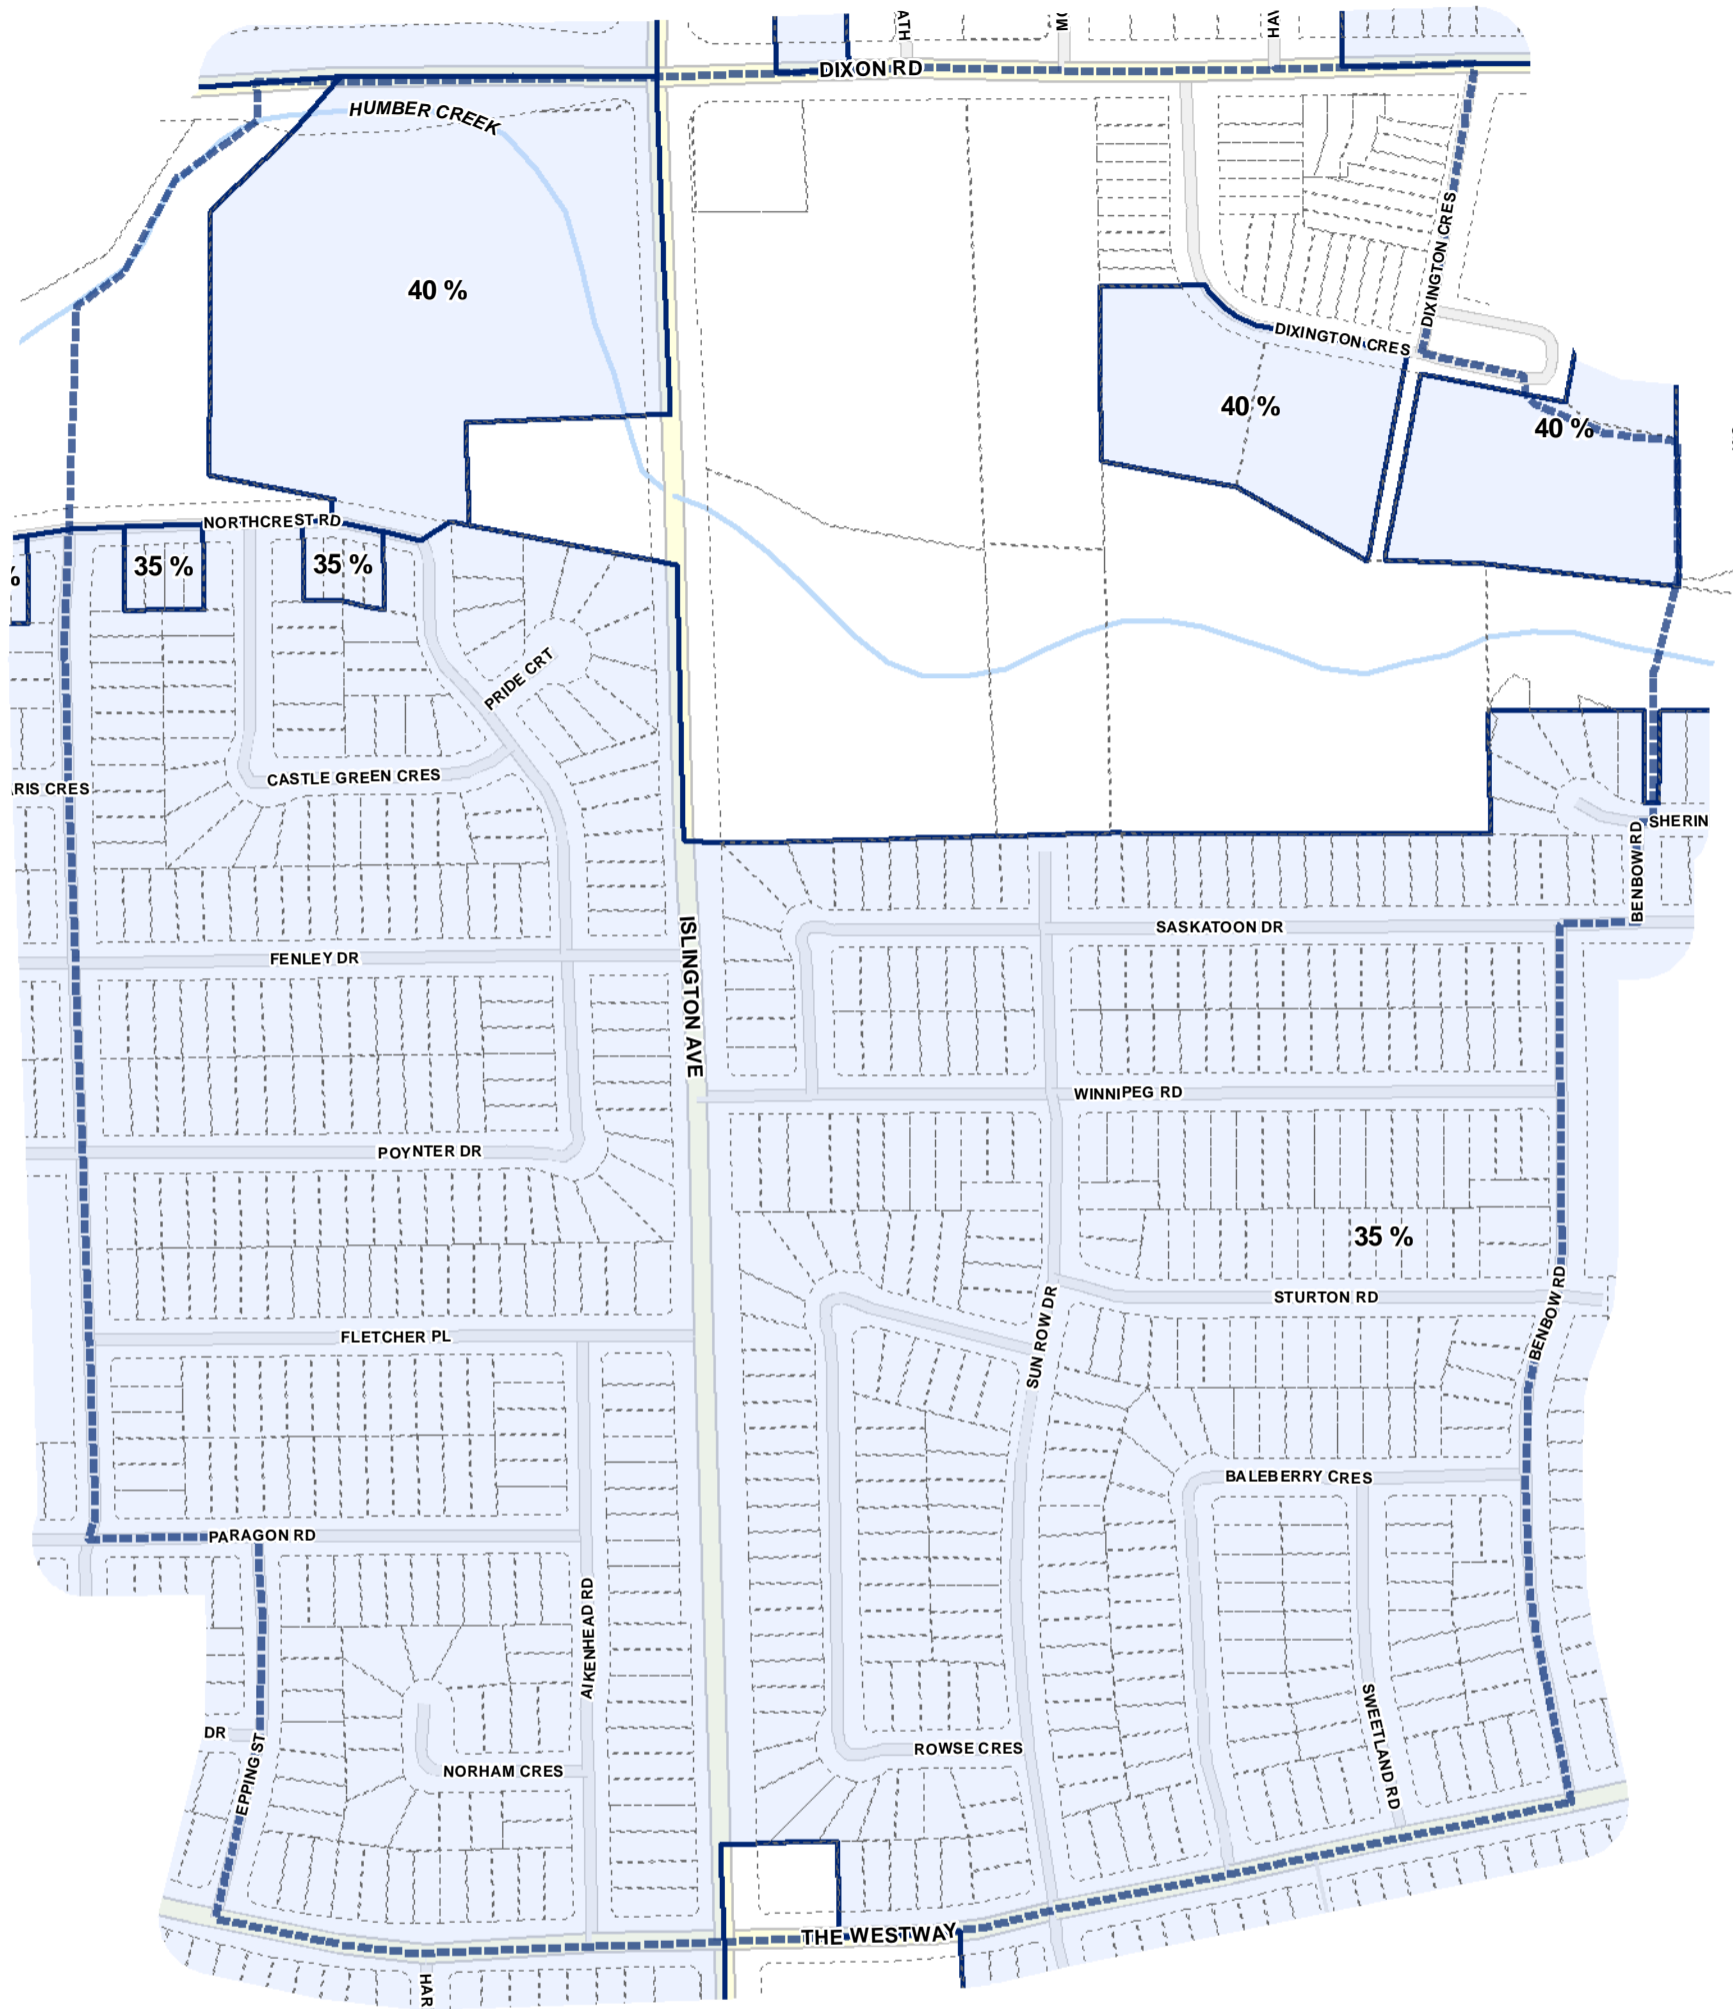 ATH
MC
HAV
DIXON RD
HUMBER CREEK
DIXINGTON CRES
40 %
DIXINGTON CRES
40 %
40 %
NORTHCREST RD
%
35 %
35 %
PRIDE CRT
CASTLE GREEN CRES
RIS CRES
SHERIN
BENBOW RD
ISLINGTON AVE
SASKATOON DR
FENLEY DR
WINNIPEG RD
POYNTER DR
35 %
STURTON RD
BENBOW RD
SUN ROW DR
FLETCHER PL
BALEBERRY CRES
PARAGON RD
AIKENHEAD RD
SWEETLAND RD
DR
EPPING ST
ROWSE CRES
NORHAM CRES
THE WESTWAY
HAR